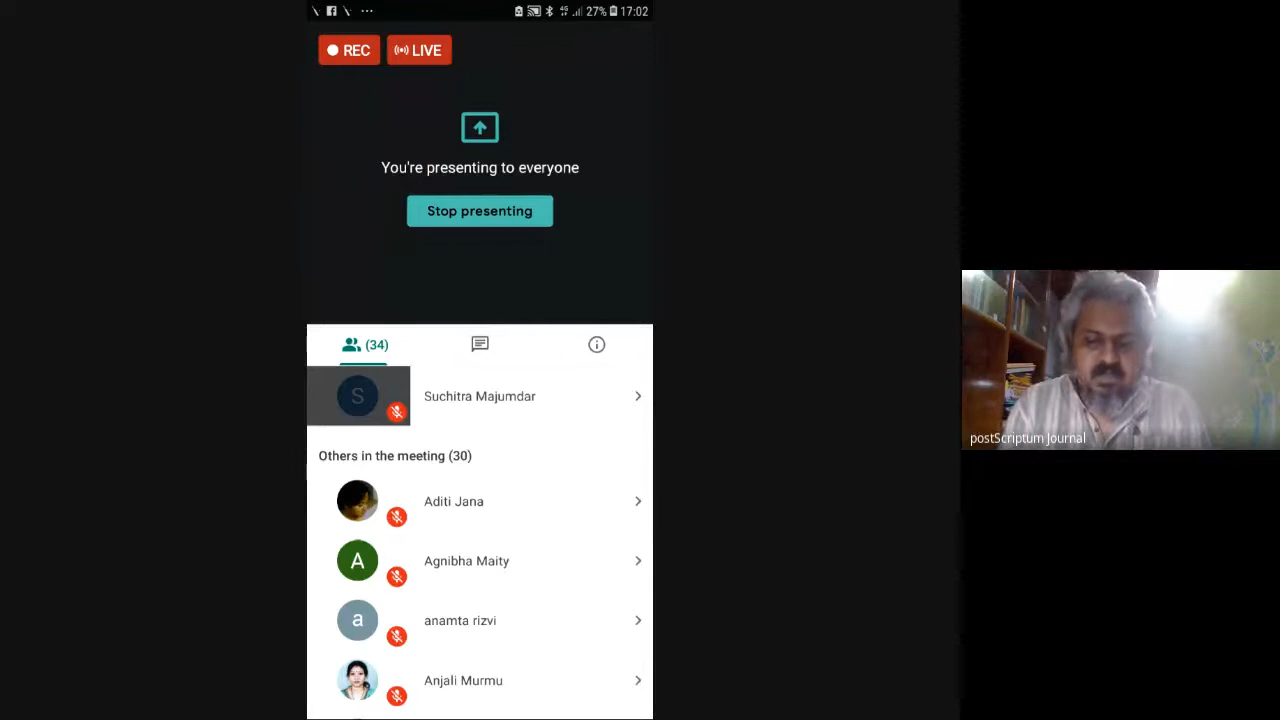 4G 27% 17:02
REC LIVE
You're presenting to everyone
Stop presenting
(34)
S Suchitra Majumdar
Others in the meeting (30)
Aditi Jana
A Agnibha Maity
a anamta rizvi
Anjali Murmu
postScriptum Journal